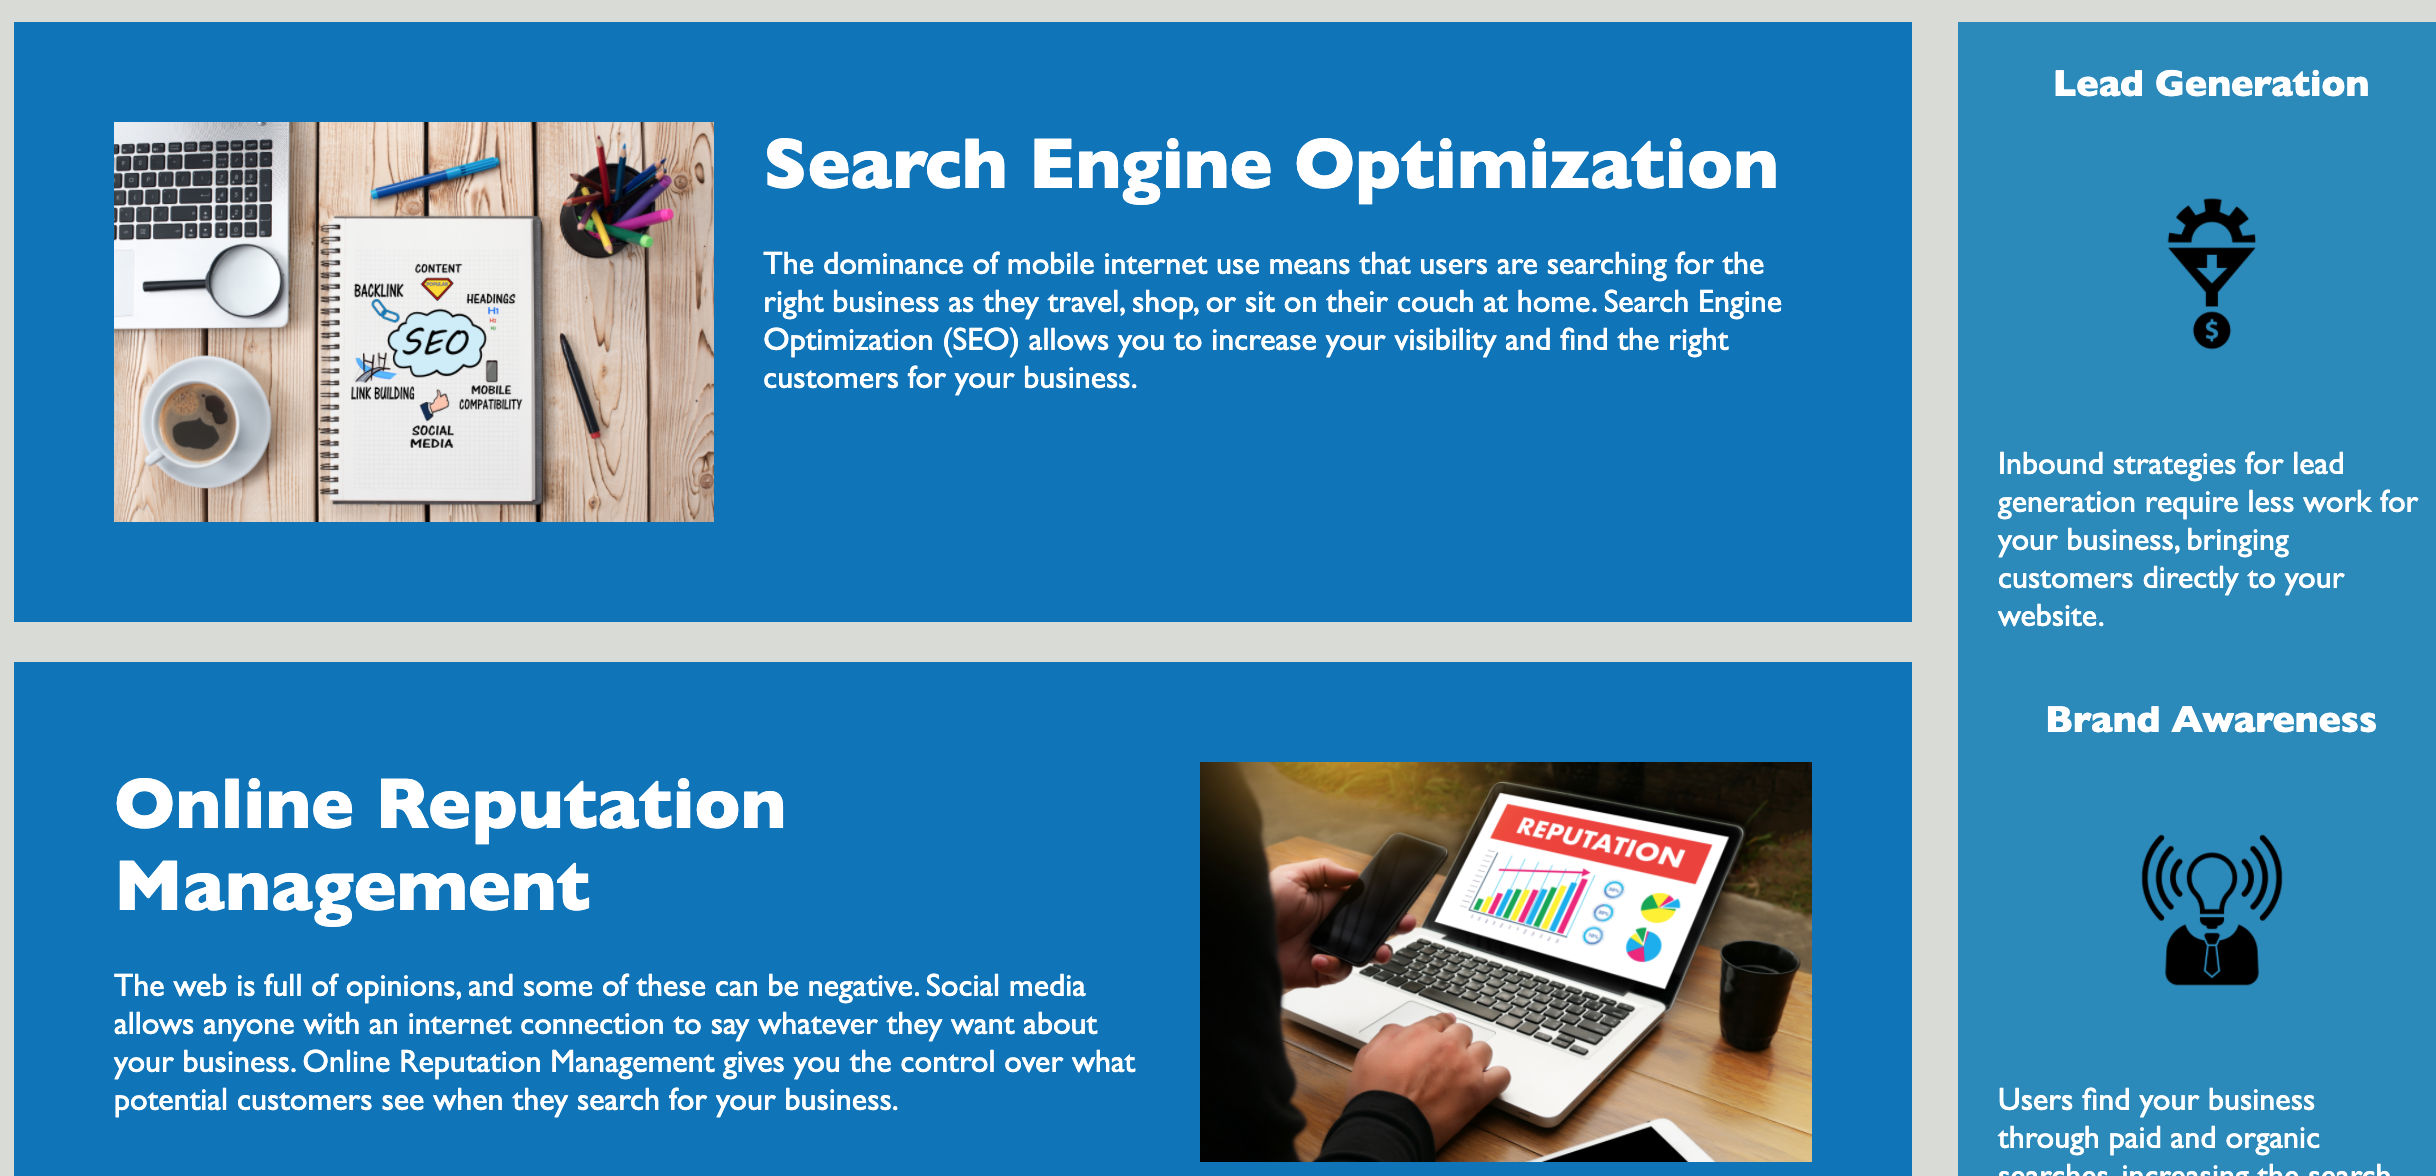 Search Engine Optimization
The dominance of mobile internet use means that users are searching for the
right business as they travel, shop, or sit on their couch at home. Search Engine
Optimization (SEO) allows you to increase your visibility and find the right
customers for your business.
CONTENT
BACKLINK
HEADINGS
H1
SEO
LINK BUILDING
MOBILE
COMPATIBILITY
SOCIAL
MEDIA
Online Reputation
Management
The web is full of opinions, and some of these can be negative. Social media
allows anyone with an internet connection to say whatever they want about
your business. Online Reputation Management gives you the control over what
potential customers see when they search for your business.
REPUTATION
Lead Generation
$
Inbound strategies for lead
generation require less work for
your business, bringing
customers directly to your
website.
Brand Awareness
Users find your business
through paid and organic
searches, increasing the search